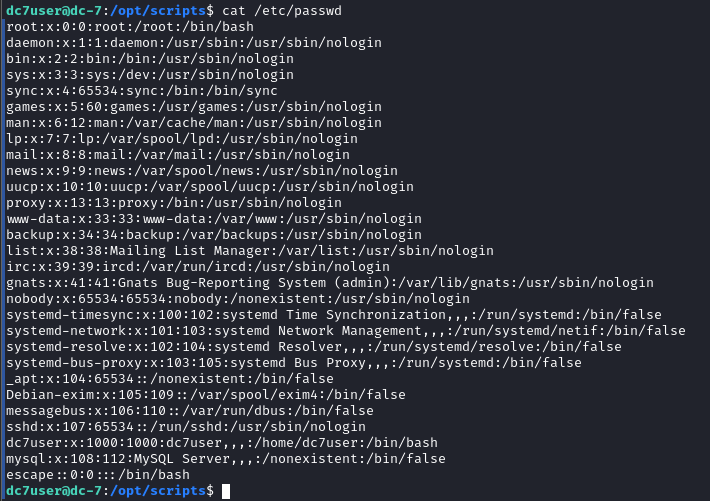 dc7user@dc-7:/opt/scripts$ cat /etc/passwd
root:x:0:0:root:/root:/bin/bash
daemon:x:1:1:daemon:/usr/sbin:/usr/sbin/nologin
bin:x:2:2:bin:/bin:/usr/sbin/nologin
sys:x:3:3:sys:/dev:/usr/sbin/nologin
sync:x:4:65534:sync:/bin:/bin/sync
games:x:5:60:games:/usr/games:/usr/sbin/nologin
man:x:6:12:man:/var/cache/man:/usr/sbin/nologin
lp:x:7:7:lp:/var/spool/lpd:/usr/sbin/nologin
mail:x:8:8:mail:/var/mail:/usr/sbin/nologin
news:x:9:9:news:/var/spool/news:/usr/sbin/nologin
uucp:x:10:10:uucp:/var/spool/uucp:/usr/sbin/nologin
proxy:x:13:13:proxy:/bin:/usr/sbin/nologin
www-data:x:33:33:www-data:/var/www:/usr/sbin/nologin
backup:x:34:34:backup:/var/backups:/usr/sbin/nologin
list:x:38:38:Mailing List Manager:/var/list:/usr/sbin/nologin
irc:x:39:39:ircd:/var/run/ircd:/usr/sbin/nologin
gnats:x:41:41:Gnats Bug-Reporting System (admin):/var/lib/gnats:/usr/sbin/nologin
nobody:x:65534:65534:nobody:/nonexistent:/usr/sbin/nologin
systemd-timesync:x:100:102:systemd Time Synchronization,,,:/run/systemd:/bin/false
systemd-network:x:101:103:systemd Network Management,,,:/run/systemd/netif:/bin/false
systemd-resolve:x:102:104:systemd Resolver,,,:/run/systemd/resolve:/bin/false
systemd-bus-proxy:x:103:105:systemd Bus Proxy,,,:/run/systemd:/bin/false
_apt:x:104:65534::/nonexistent:/bin/false
Debian-exim:x:105:109::/var/spool/exim4:/bin/false
messagebus:x:106:110::/var/run/dbus:/bin/false
sshd:x:107:65534::/run/sshd:/usr/sbin/nologin
dc7user:x:1000:1000:dc7user,,,:/home/dc7user:/bin/bash
mysql:x:108:112:MySQL Server,,,:/nonexistent:/bin/false
escape::0:0:::/bin/bash
dc7user@dc-7:/opt/scripts$